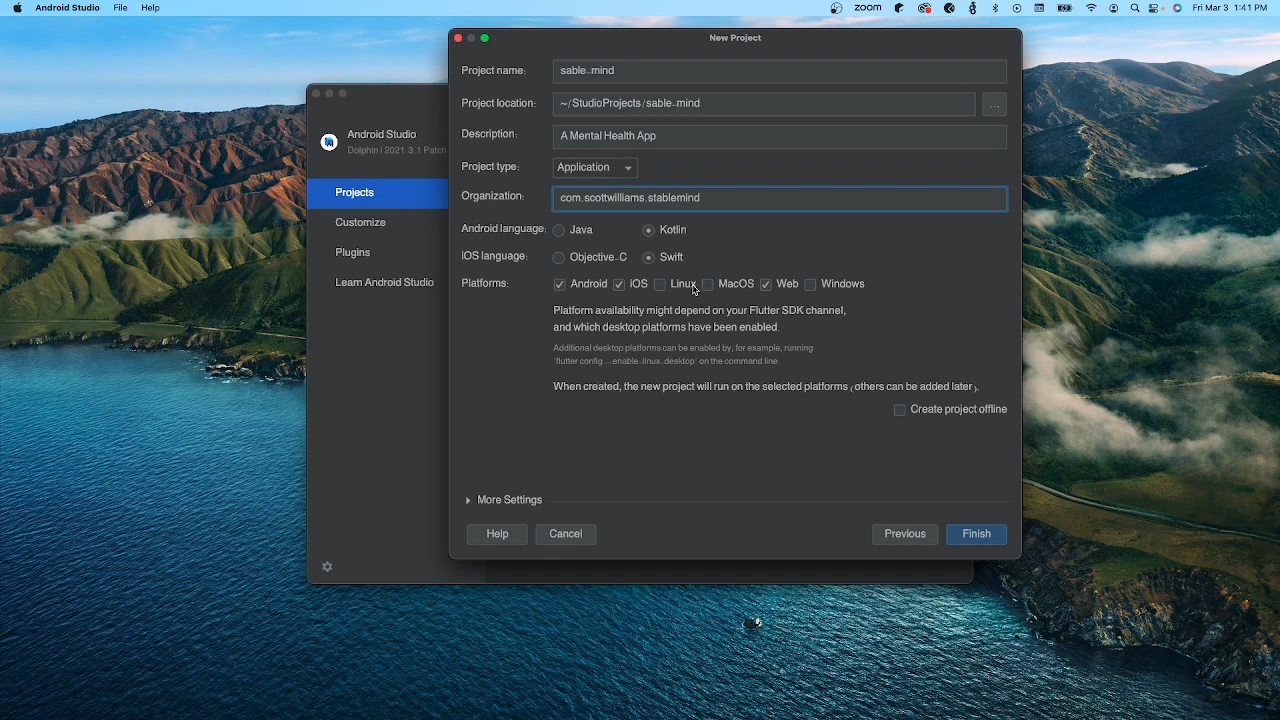 Android Studio File Help
zoom
Fri Mar 3 1:41 PM
New Project
Project name: sable_mind
Project location: ~/StudioProjects/sable_mind ...
Description: A Mental Health App
Project type: Application
Organization: com.scottwilliams.stablemind
Android language: Java Kotlin
iOS language: Objective-C Swift
Platforms: Android iOS Linux MacOS Web Windows
Platform availability might depend on your Flutter SDK channel,
and which desktop platforms have been enabled.
Additional desktop platforms can be enabled by, for example, running
"flutter config --enable-linux-desktop" on the command line.
When created, the new project will run on the selected platforms (others can be added later).
Create project offline
More Settings
Help Cancel Previous Finish
Android Studio
Dolphin | 2021.3.1 Patch
Projects
Customize
Plugins
Learn Android Studio